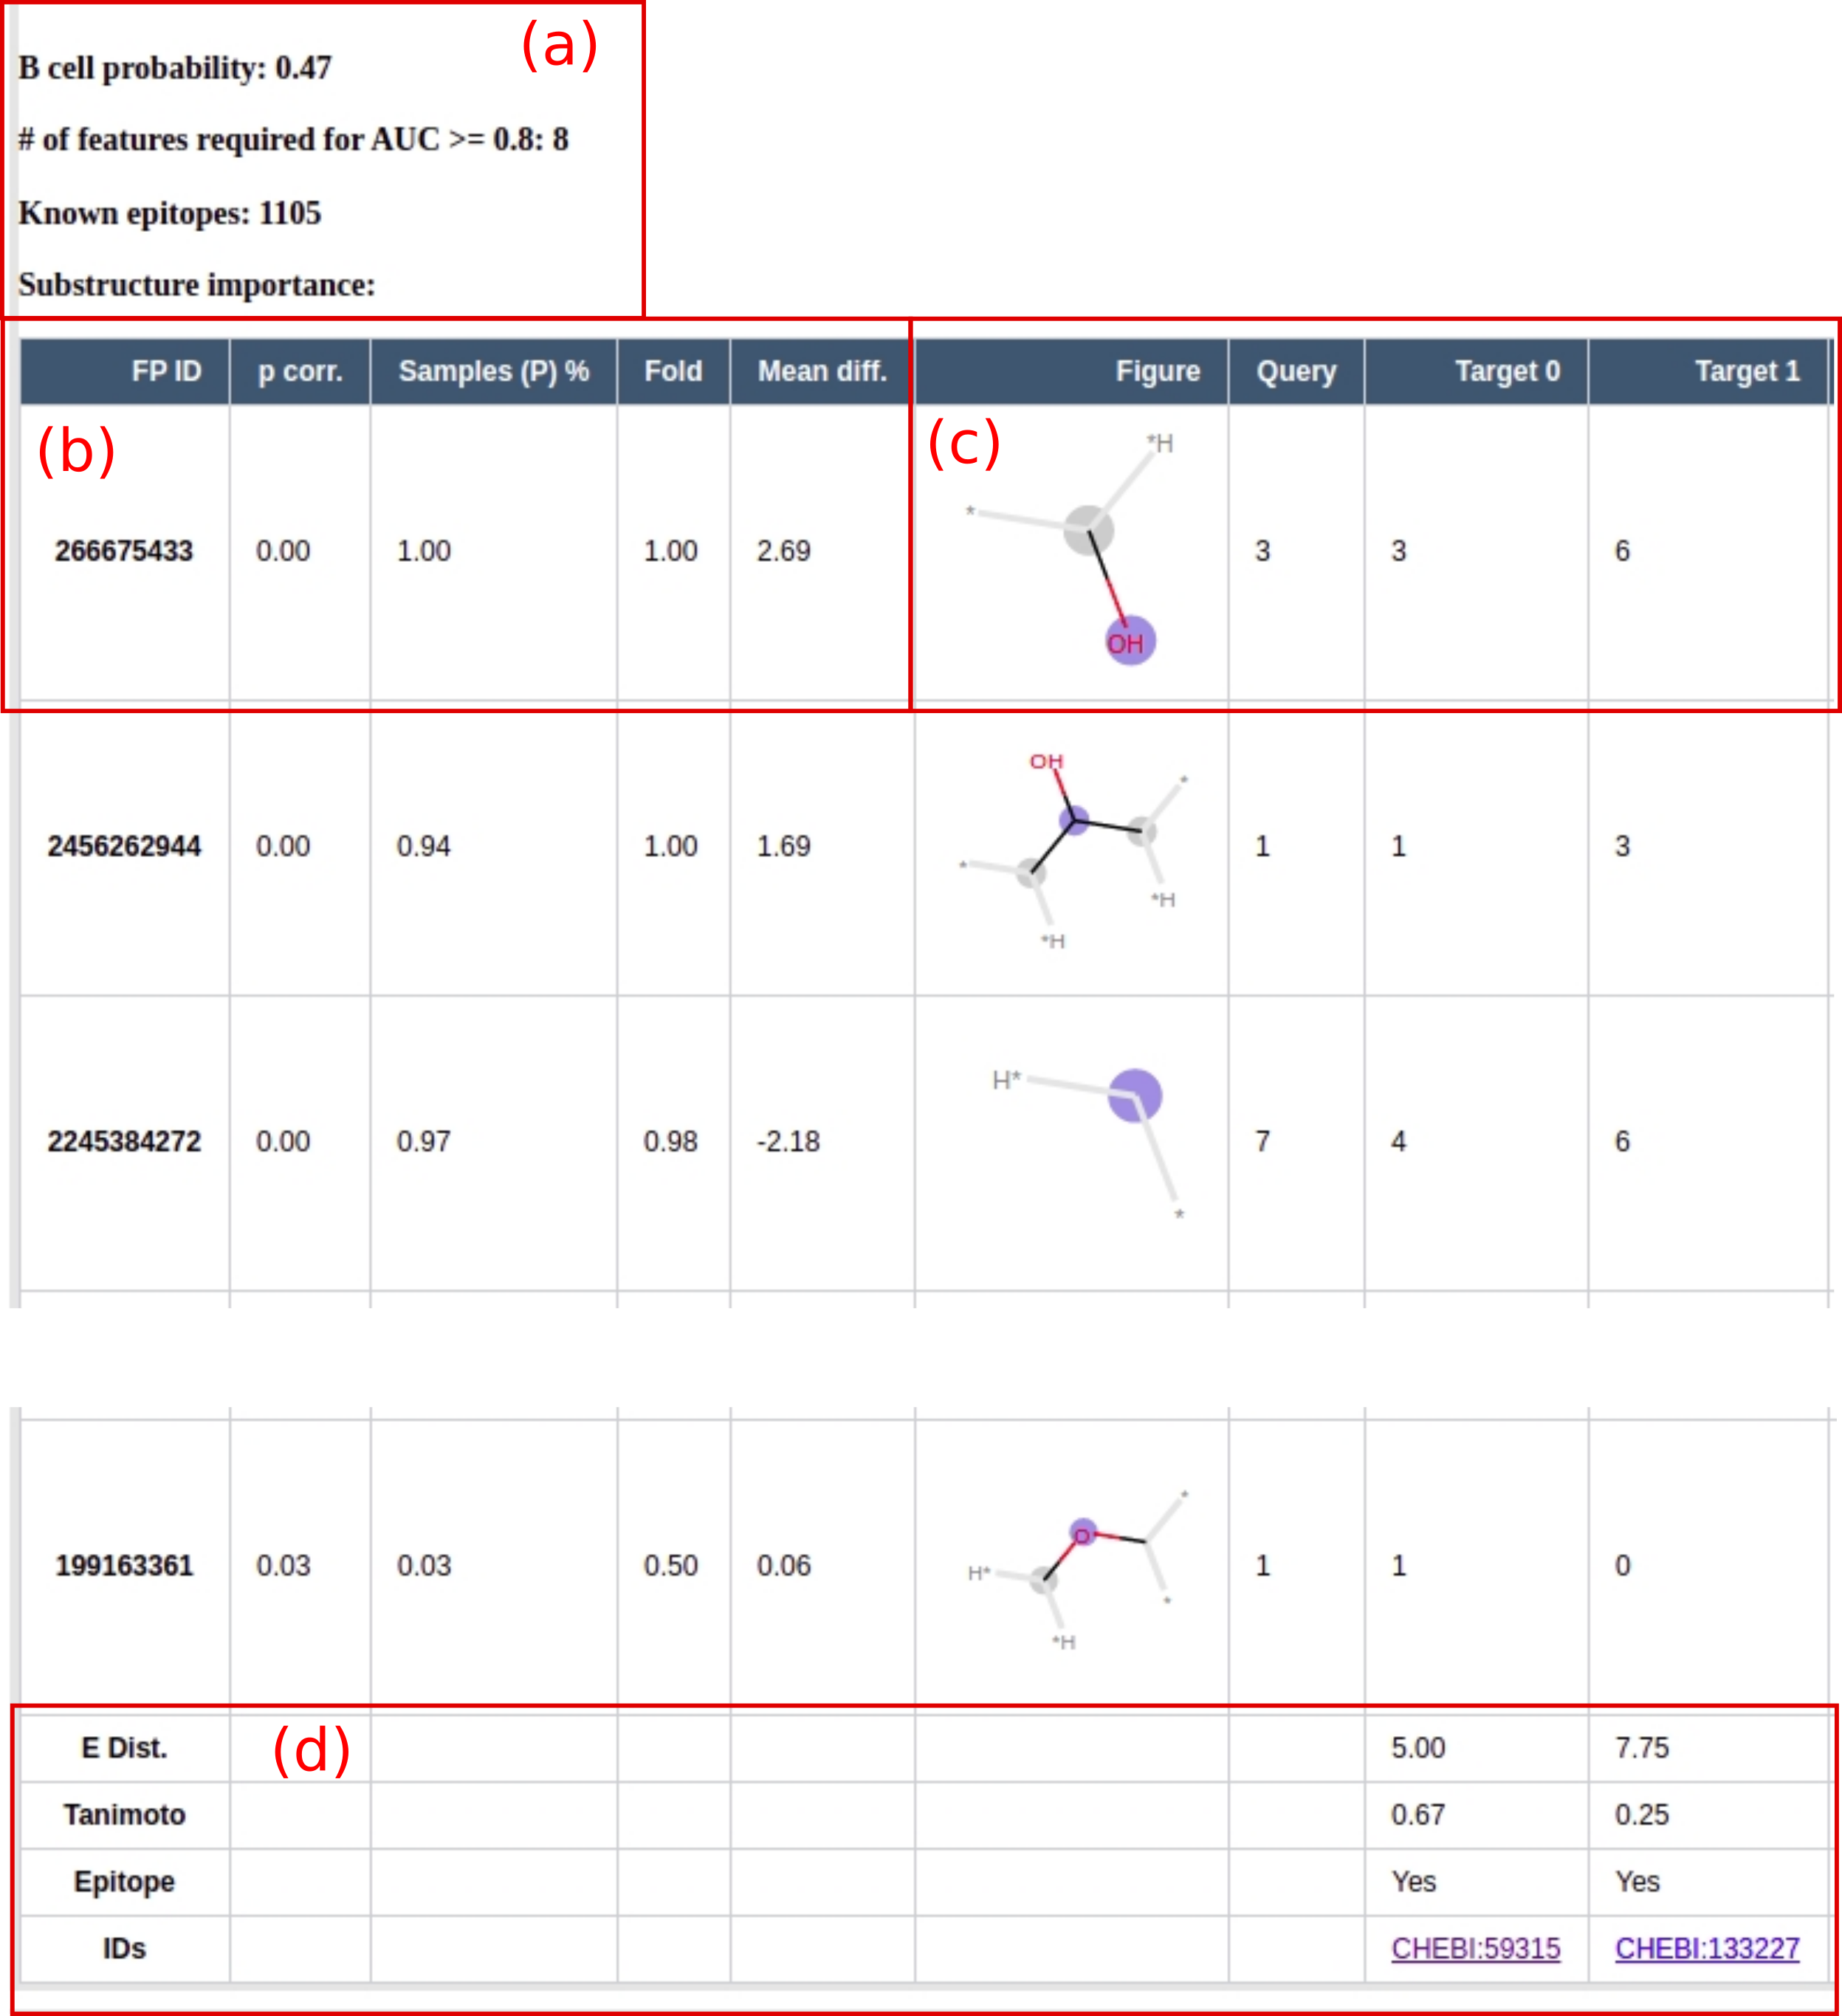 (a)
B cell probability: 0.47
# of features required for AUC >= 0.8: 8
Known epitopes: 1105
Substructure importance:
FP ID p corr. Samples (P) % Fold Mean diff. Figure Query Target 0 Target 1
(b) (c) *H
*
266675433 0.00 1.00 1.00 2.69 3 3 6
OH
OH
*
2456262944 0.00 0.94 1.00 1.69 1 1 3
*
*H
*H
H*
2245384272 0.00 0.97 0.98 -2.18 7 4 6
*
*
O
199163361 0.03 0.03 0.50 0.06 H* 1 1 0
*
*H
E Dist. (d) 5.00 7.75
Tanimoto 0.67 0.25
Epitope Yes Yes
IDs CHEBI:59315 CHEBI:133227